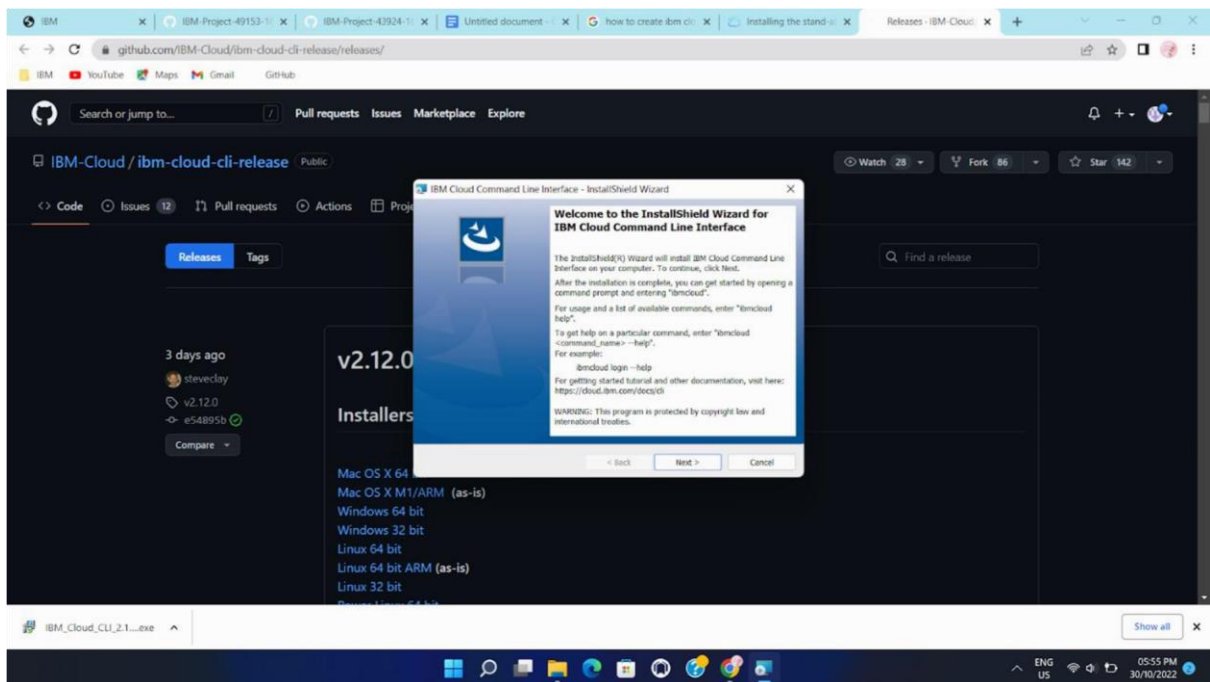 IBM
IBM-Project-49153-1
IBM-Project-43924-1
Untitled document -
how to create ibm clo
Installing the stand-al
Releases · IBM-Cloud
github.com/IBM-Cloud/ibm-cloud-cli-release/releases/
IBM
YouTube
Maps
Gmail
GitHub
Search or jump to...
/
Pull requests
Issues
Marketplace
Explore
IBM-Cloud / ibm-cloud-cli-release
Public
Watch 28
Fork 86
Star 142
Code
Issues 12
Pull requests
Actions
Proje
Releases
Tags
Find a release
3 days ago
steveclay
v2.12.0
e54895b
Compare
v2.12.0
Installers
Mac OS X 64
Mac OS X M1/ARM (as-is)
Windows 64 bit
Windows 32 bit
Linux 64 bit
Linux 64 bit ARM (as-is)
Linux 32 bit
Power Linux 64 bit
IBM Cloud Command Line Interface - InstallShield Wizard
Welcome to the InstallShield Wizard for
IBM Cloud Command Line Interface
The InstallShield(R) Wizard will install IBM Cloud Command Line
Interface on your computer. To continue, click Next.
After the installation is complete, you can get started by opening a
command prompt and entering "ibmcloud".
For usage and a list of available commands, enter "ibmcloud
help".
To get help on a particular command, enter "ibmcloud
<command_name> --help".
For example:
ibmcloud login --help
For gettting started tutorial and other documentation, visit here:
https://cloud.ibm.com/docs/cli
WARNING: This program is protected by copyright law and
international treaties.
< Back
Next >
Cancel
IBM_Cloud_CLI_2.1....exe
Show all
ENG
US
05:55 PM
30/10/2022